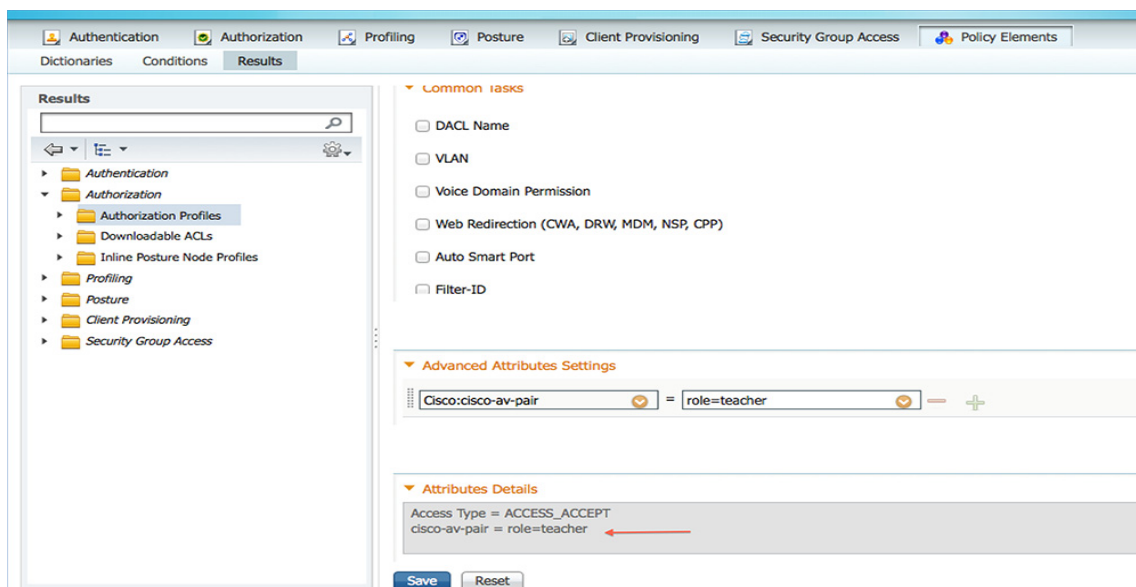 Authentication Authorization Profiling Posture Client Provisioning Security Group Access Policy Elements
Dictionaries Conditions Results
Results
Authentication
Authorization
Authorization Profiles
Downloadable ACLs
Inline Posture Node Profiles
Profiling
Posture
Client Provisioning
Security Group Access
Common Tasks
DACL Name
VLAN
Voice Domain Permission
Web Redirection (CWA, DRW, MDM, NSP, CPP)
Auto Smart Port
Filter-ID
Advanced Attributes Settings
Cisco:cisco-av-pair = role=teacher
Attributes Details
Access Type = ACCESS_ACCEPT
cisco-av-pair = role=teacher
Save Reset